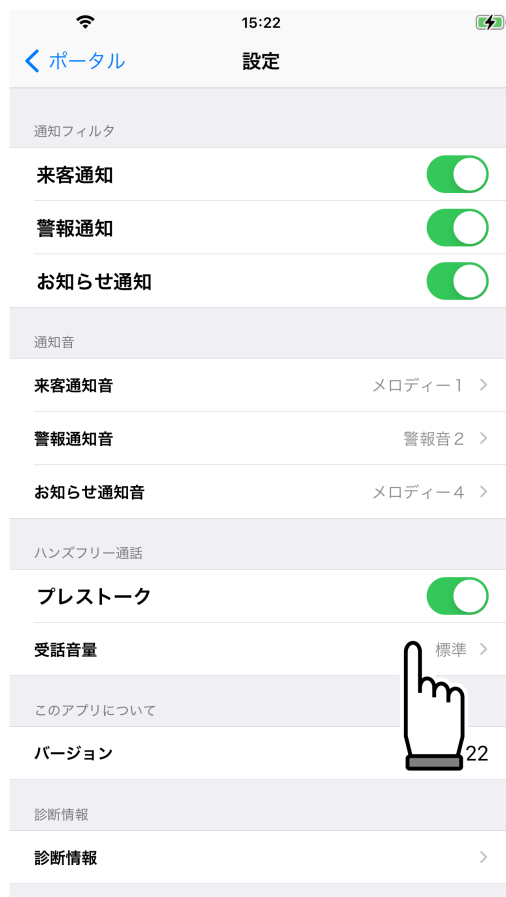 15:22
ポータル
設定
通知フィルタ
来客通知
警報通知
お知らせ通知
通知音
来客通知音 メロディー１
警報通知音 警報音２
お知らせ通知音 メロディー４
ハンズフリー通話
プレストーク
受話音量 標準
このアプリについて
バージョン 22
診断情報
診断情報